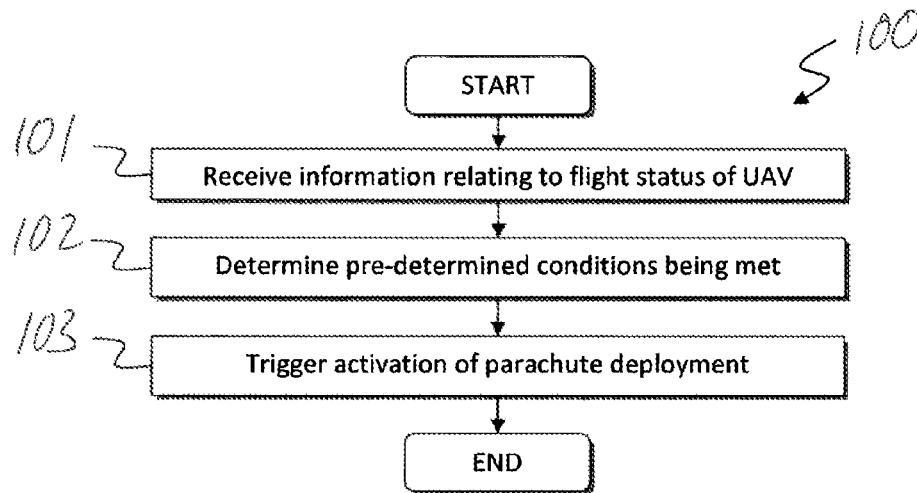 100
START
101
Receive information relating to flight status of UAV
102
Determine pre-determined conditions being met
103
Trigger activation of parachute deployment
END